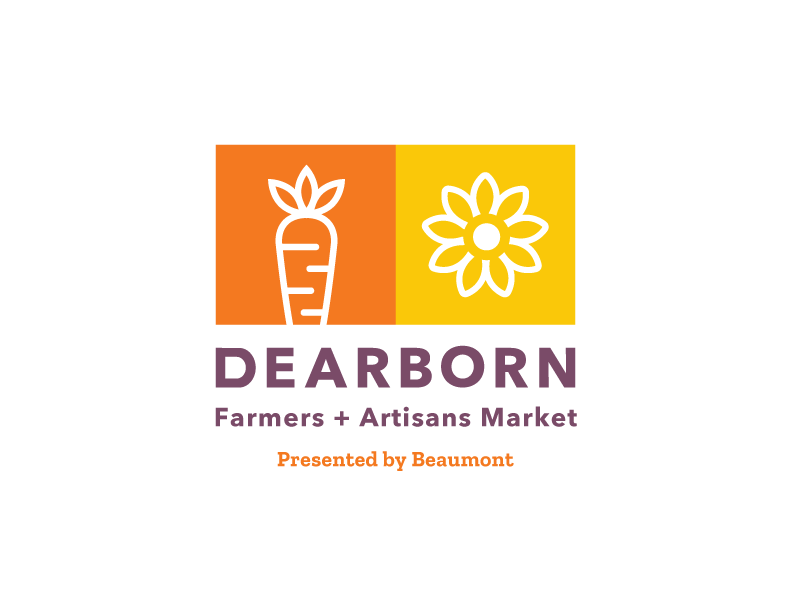 DEARBORN
Farmers + Artisans Market
Presented by Beaumont